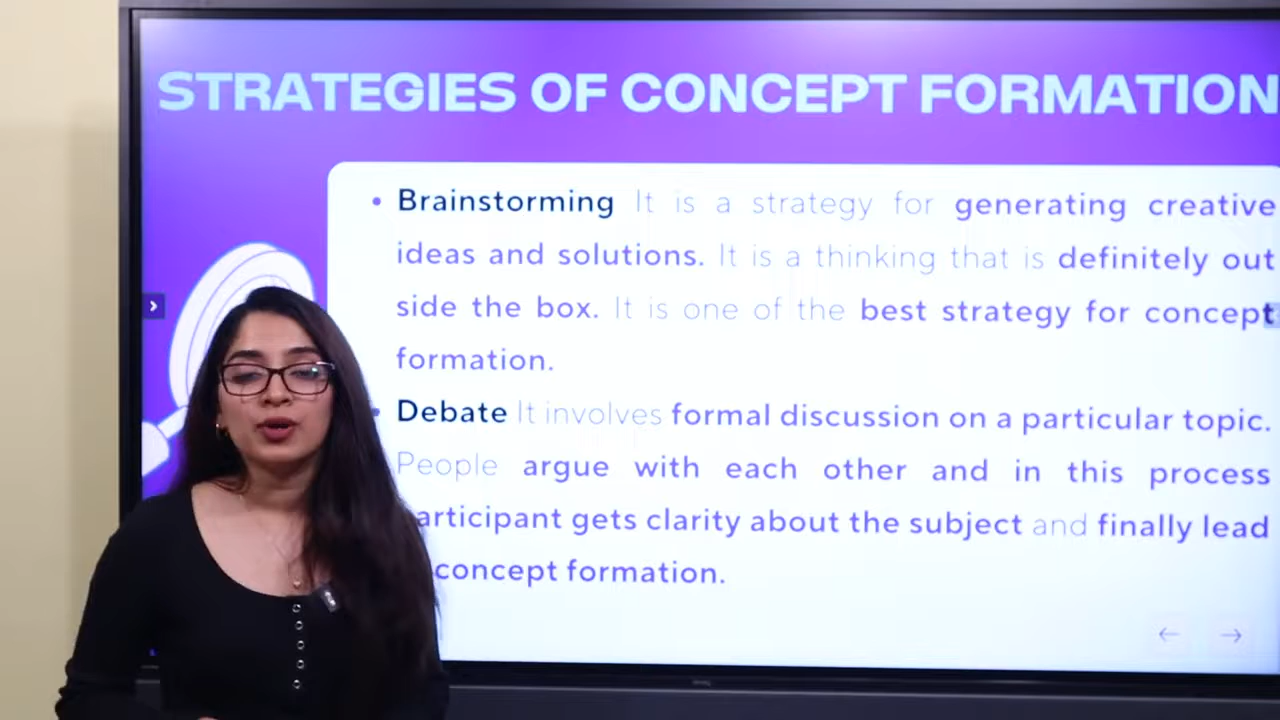 STRATEGIES OF CONCEPT FORMATION
• Brainstorming It is a strategy for generating creative
ideas and solutions. It is a thinking that is definitely out
side the box. It is one of the best strategy for concept
formation.
• Debate It involves formal discussion on a particular topic.
People argue with each other and in this process
articipant gets clarity about the subject and finally lead
concept formation.